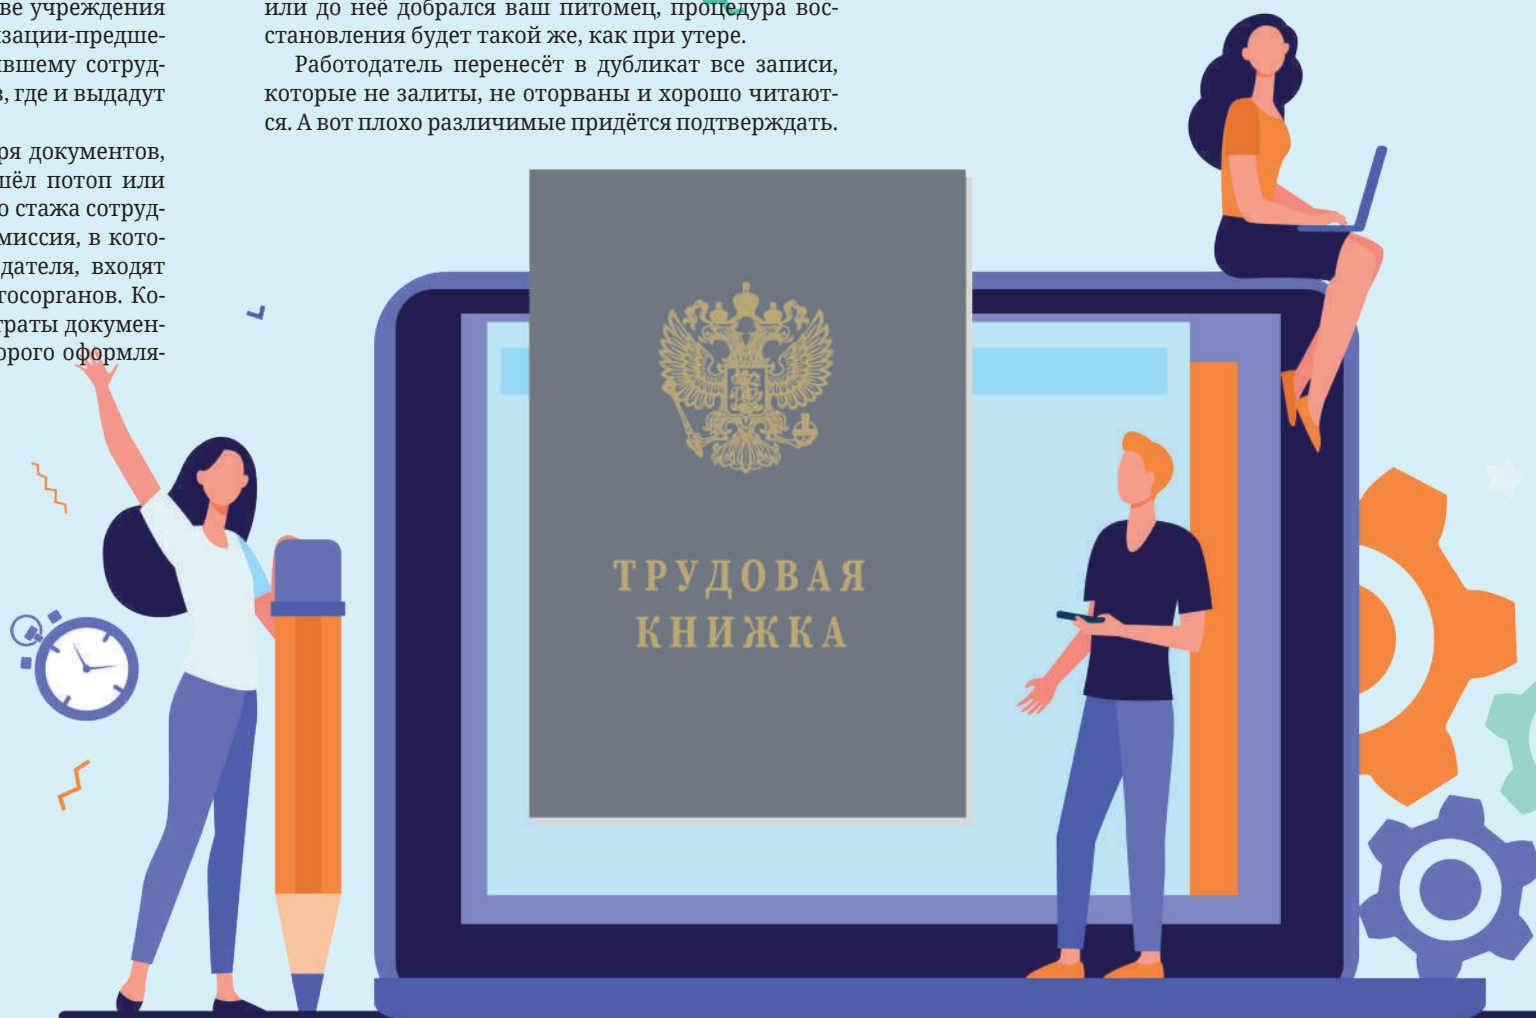 ве учреждения
зации-предше-
вшему сотруд-
в, где и выдадут
ря документов,
шёл потоп или
о стажа сотруд-
миссия, в кото-
дателя, входят
госорганов. Ко-
траты докумен-
орого оформля-
или до неё добрался ваш питомец, процедура вос-
становления будет такой же, как при утере.
Работодатель перенесёт в дубликат все записи,
которые не залиты, не оторваны и хорошо читают-
ся. А вот плохо различимые придётся подтверждать.
ТРУДОВАЯ
КНИЖКА